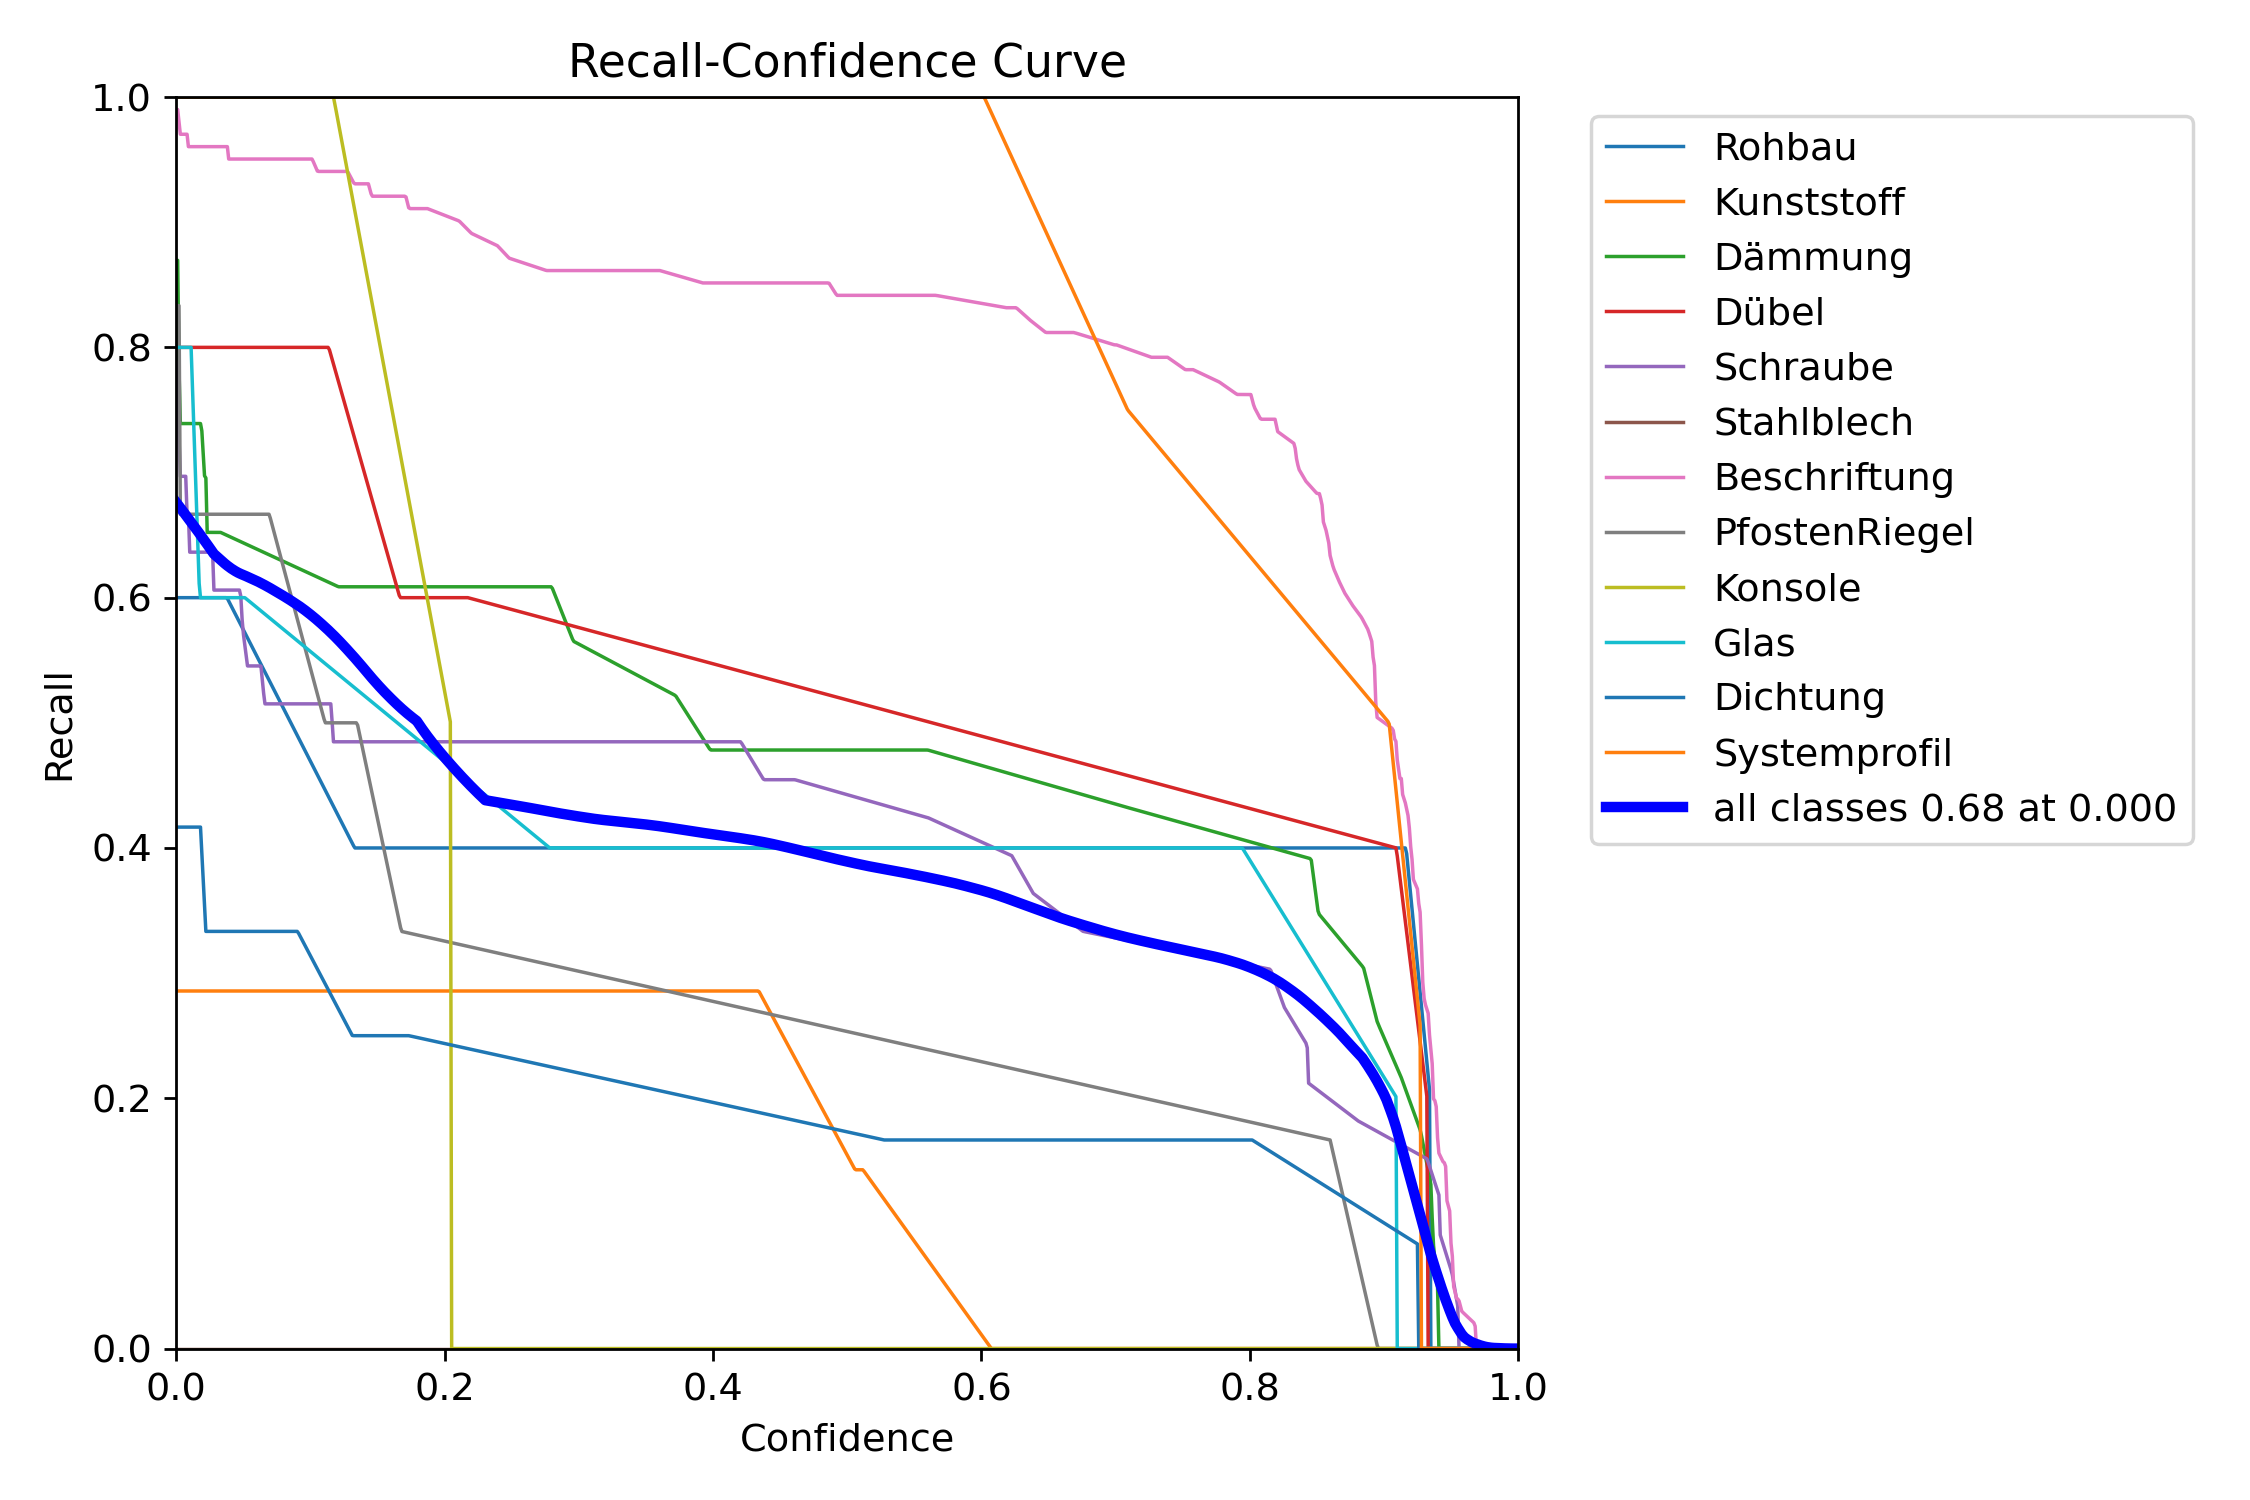 Recall-Confidence Curve
1.0
0.8
0.6
0.4
0.2
0.0
Recall
0.0 0.2 0.4 0.6 0.8 1.0
Confidence
Rohbau
Kunststoff
Dämmung
Dübel
Schraube
Stahlblech
Beschriftung
PfostenRiegel
Konsole
Glas
Dichtung
Systemprofil
all classes 0.68 at 0.000